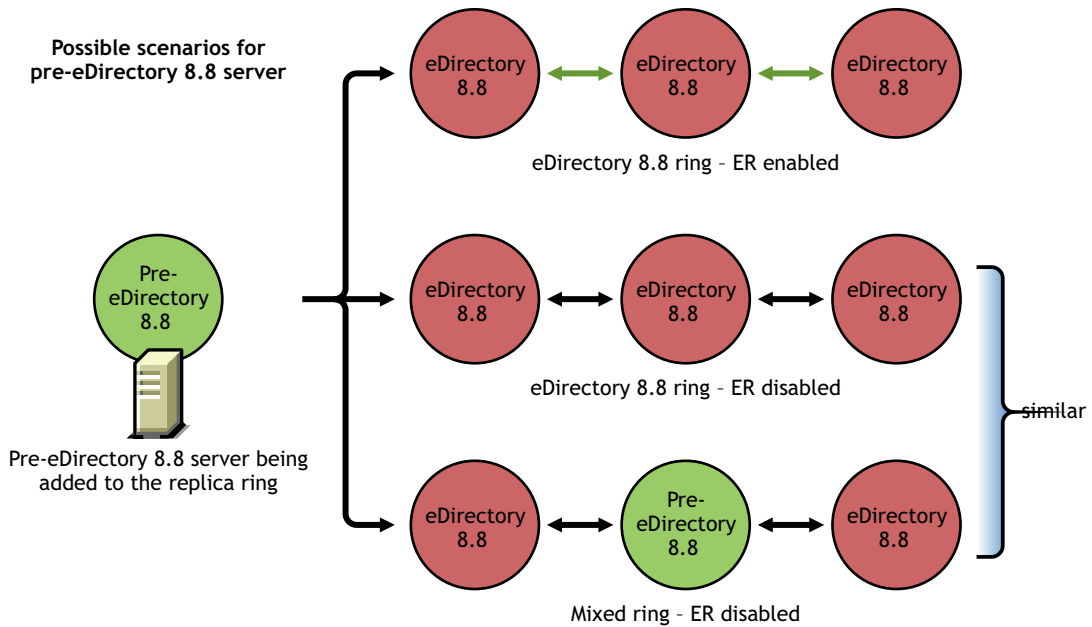 Possible scenarios for
pre-eDirectory 8.8 server
eDirectory
8.8
eDirectory
8.8
eDirectory
8.8
eDirectory 8.8 ring – ER enabled
Pre-
eDirectory
8.8
Pre-eDirectory 8.8 server being
added to the replica ring
eDirectory
8.8
eDirectory
8.8
eDirectory
8.8
eDirectory 8.8 ring – ER disabled
similar
eDirectory
8.8
Pre-
eDirectory
8.8
eDirectory
8.8
Mixed ring – ER disabled